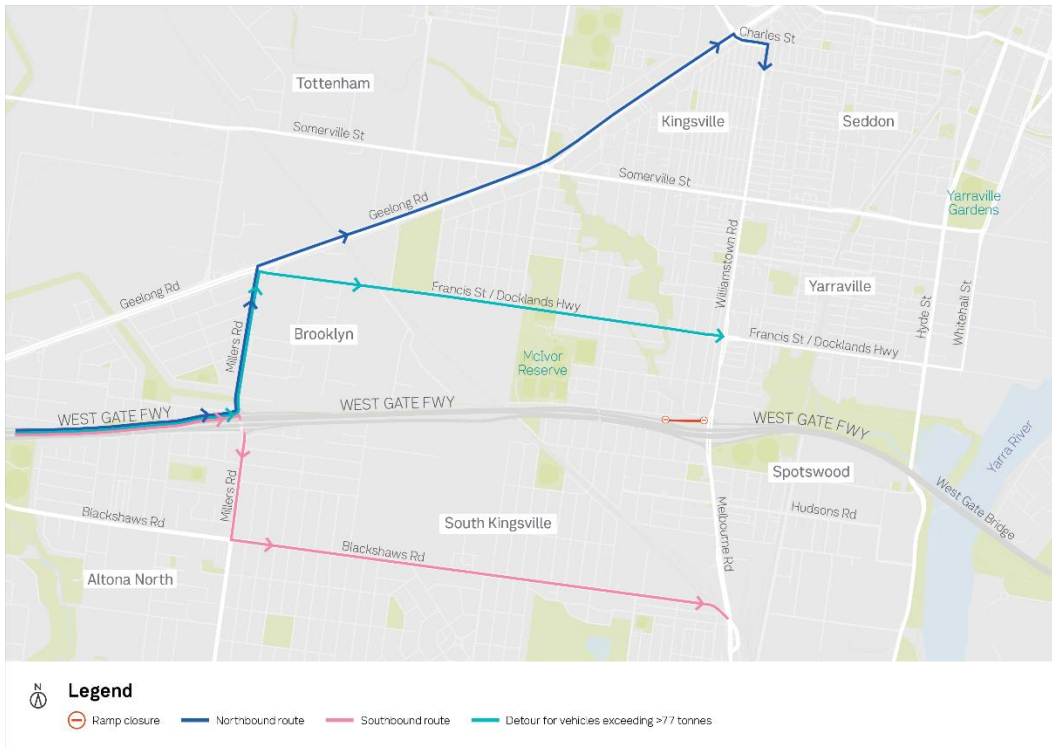 Charles St
Tottenham
Kingsville
Seddon
Somerville St
Somerville St
Yarraville
Gardens
Geelong Rd
Williamstown Rd
Geelong Rd
Francis St / Docklands Hwy
Yarraville
Hyde St
Whitehall St
Millers Rd
Brooklyn
Francis St / Docklands Hwy
McIvor
Reserve
WEST GATE FWY
WEST GATE FWY
WEST GATE FWY
Yarra River
Spotswood
Millers Rd
West Gate Bridge
Blackshaws Rd
South Kingsville
Melbourne Rd
Hudsons Rd
Blackshaws Rd
Altona North
N
Legend
Ramp closure
Northbound route
Southbound route
Detour for vehicles exceeding >77 tonnes